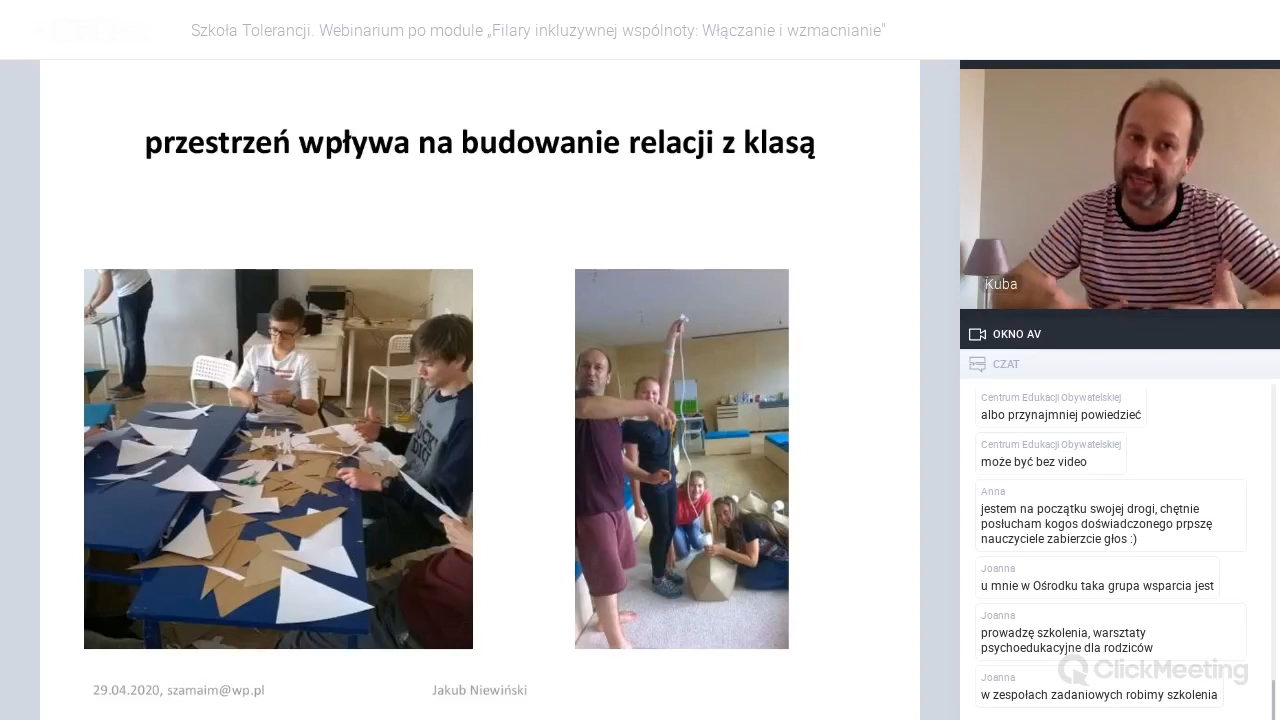 Szkoła Tolerancji. Webinarium po module „Filary inkluzywnej wspólnoty: Włączanie i wzmacnianie"
przestrzeń wpływa na budowanie relacji z klasą
29.04.2020, szamaim@wp.pl
Jakub Niewiński
Kuba
OKNO AV
CZAT
Centrum Edukacji Obywatelskiej
albo przynajmniej powiedzieć
Centrum Edukacji Obywatelskiej
może być bez video
Anna
jestem na początku swojej drogi, chętnie
posłucham kogos doświadczonego prpszę
nauczyciele zabierzcie głos :)
Joanna
u mnie w Ośrodku taka grupa wsparcia jest
Joanna
prowadzę szkolenia, warsztaty
psychoedukacyjne dla rodziców
ClickMeeting
Joanna
w zespołach zadaniowych robimy szkolenia